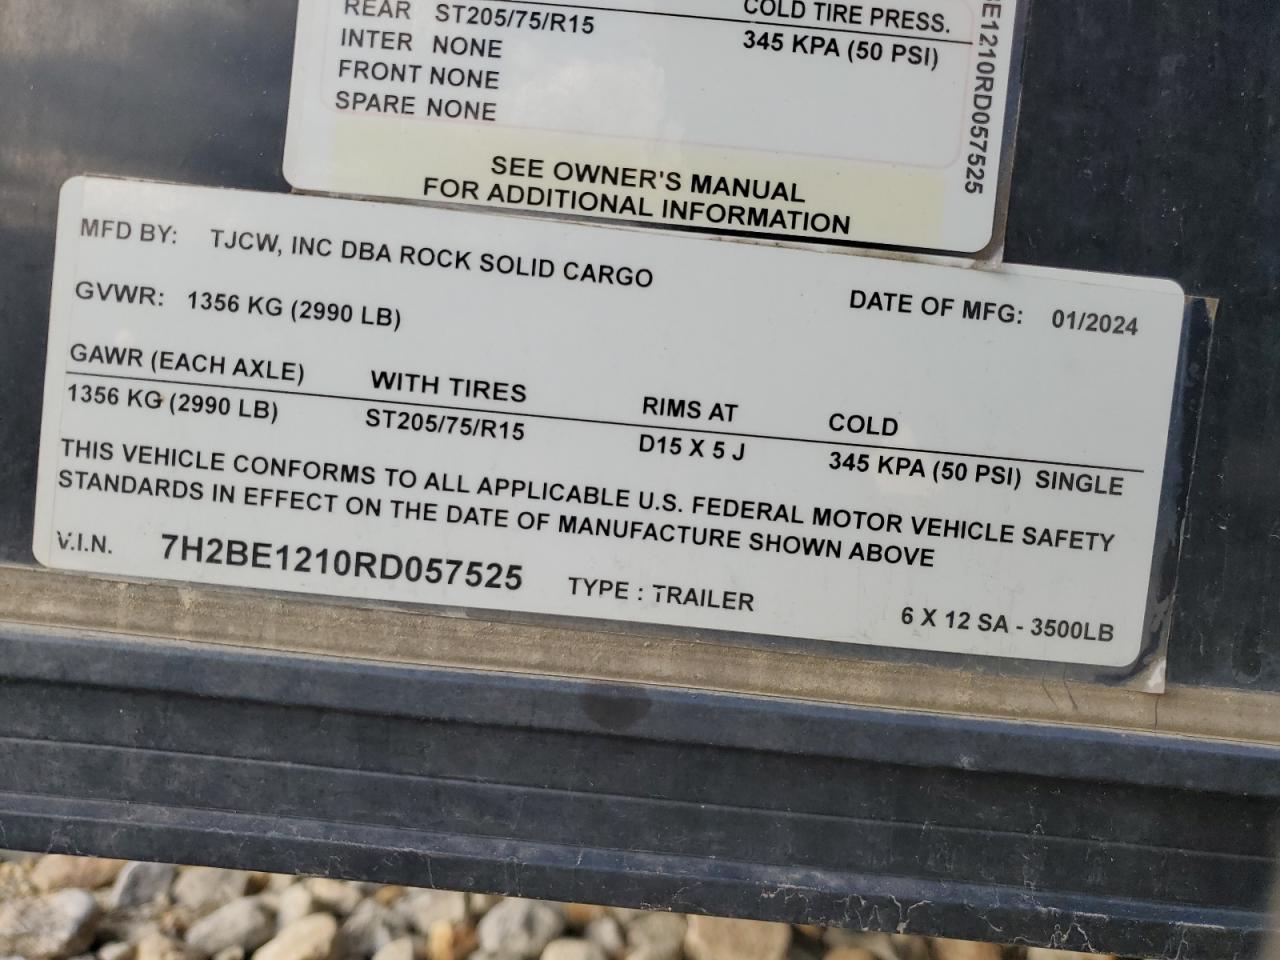 REAR ST205/75/R15
COLD TIRE PRESS.
345 KPA (50 PSI)
INTER NONE
FRONT NONE
SPARE NONE
SEE OWNER'S MANUAL
FOR ADDITIONAL INFORMATION
E1210RD057525
MFD BY: TJCW, INC DBA ROCK SOLID CARGO
DATE OF MFG: 01/2024
GVWR: 1356 KG (2990 LB)
GAWR (EACH AXLE) WITH TIRES RIMS AT COLD
1356 KG (2990 LB) ST205/75/R15 D15 X 5 J 345 KPA (50 PSI) SINGLE
THIS VEHICLE CONFORMS TO ALL APPLICABLE U.S. FEDERAL MOTOR VEHICLE SAFETY
STANDARDS IN EFFECT ON THE DATE OF MANUFACTURE SHOWN ABOVE
V.I.N. 7H2BE1210RD057525 TYPE : TRAILER 6 X 12 SA - 3500LB